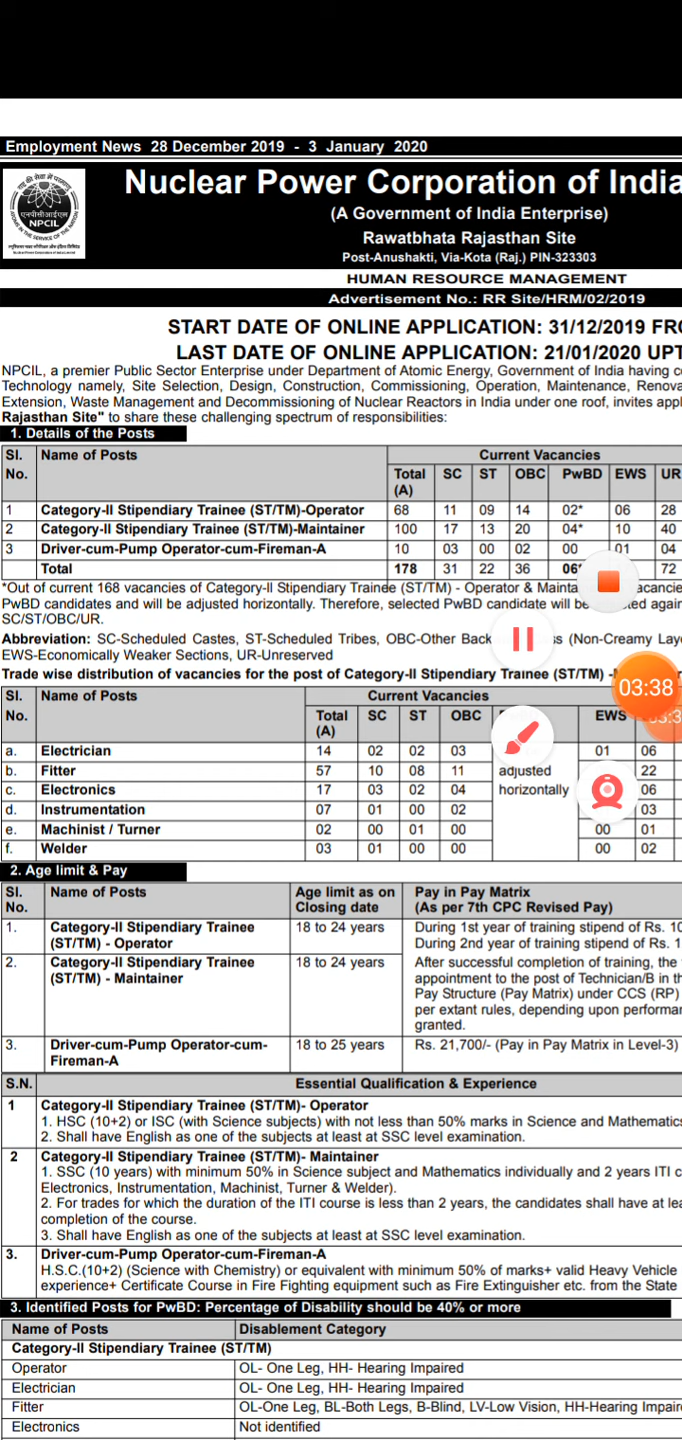 Employment News 28 December 2019 - 3 January 2020
एनपीसीआईएल
NPCIL
Nuclear Power Corporation of India
(A Government of India Enterprise)
Rawatbhata Rajasthan Site
Post-Anushakti, Via-Kota (Raj.) PIN-323303
HUMAN RESOURCE MANAGEMENT
Advertisement No.: RR Site/HRM/02/2019
START DATE OF ONLINE APPLICATION: 31/12/2019
LAST DATE OF ONLINE APPLICATION: 21/01/2020
NPCIL, a premier Public Sector Enterprise under Department of Atomic Energy, Government of India having
Technology namely, Site Selection, Design, Construction, Commissioning, Operation, Maintenance,
Extension, Waste Management and Decommissioning of Nuclear Reactors in India under one roof, invites
Rajasthan Site" to share these challenging spectrum of responsibilities:
1. Details of the Posts
Sl. No. Name of Posts Current Vacancies
Total (A) SC ST OBC PwBD EWS UR
1 Category-II Stipendiary Trainee (ST/TM)-Operator 68 11 09 14 02* 06 28
2 Category-II Stipendiary Trainee (ST/TM)-Maintainer 100 17 13 20 04* 10 40
3 Driver-cum-Pump Operator-cum-Fireman-A 10 03 00 02 00 01 04
Total 178 31 22 36 06 72
*Out of current 168 vacancies of Category-II Stipendiary Trainee (ST/TM) - Operator &
PwBD candidates and will be adjusted horizontally. Therefore, selected PwBD candidate will
SC/ST/OBC/UR.
Abbreviation: SC-Scheduled Castes, ST-Scheduled Tribes, OBC-Other (Non-Creamy
EWS-Economically Weaker Sections, UR-Unreserved
Trade wise distribution of vacancies for the post of Category-II Stipendiary Trainee (ST/TM) -
03:38
Sl. No. Name of Posts Current Vacancies
Total (A) SC ST OBC EWS
a. Electrician 14 02 02 03 01 06
b. Fitter 57 10 08 11 adjusted 22
c. Electronics 17 03 02 04 horizontally 06
d. Instrumentation 07 01 00 02 03
e. Machinist / Turner 02 00 01 00 00 01
f. Welder 03 01 00 00 00 02
2. Age limit & Pay
Sl. No. Name of Posts Age limit as on Closing date Pay in Pay Matrix (As per 7th CPC Revised Pay)
1. Category-II Stipendiary Trainee (ST/TM) - Operator 18 to 24 years During 1st year of training stipend of Rs.
During 2nd year of training stipend of Rs.
2. Category-II Stipendiary Trainee (ST/TM) - Maintainer 18 to 24 years After successful completion of training, the
appointment to the post of Technician/B in
Pay Structure (Pay Matrix) under CCS (RP)
per extant rules, depending upon
granted.
3. Driver-cum-Pump Operator-cum-Fireman-A 18 to 25 years Rs. 21,700/- (Pay in Pay Matrix in Level-3)
S.N. Essential Qualification & Experience
1 Category-II Stipendiary Trainee (ST/TM)- Operator
1. HSC (10+2) or ISC (with Science subjects) with not less than 50% marks in Science and Mathematics
2. Shall have English as one of the subjects at least at SSC level examination.
2 Category-II Stipendiary Trainee (ST/TM)- Maintainer
1. SSC (10 years) with minimum 50% in Science subject and Mathematics individually and 2 years ITI
Electronics, Instrumentation, Machinist, Turner & Welder).
2. For trades for which the duration of the ITI course is less than 2 years, the candidates shall have at
completion of the course.
3. Shall have English as one of the subjects at least at SSC level examination.
3. Driver-cum-Pump Operator-cum-Fireman-A
H.S.C.(10+2) (Science with Chemistry) or equivalent with minimum 50% of marks+ valid Heavy Vehicle
experience+ Certificate Course in Fire Fighting equipment such as Fire Extinguisher etc. from the State
3. Identified Posts for PwBD: Percentage of Disability should be 40% or more
Name of Posts Disablement Category
Category-II Stipendiary Trainee (ST/TM)
Operator OL- One Leg, HH- Hearing Impaired
Electrician OL- One Leg, HH- Hearing Impaired
Fitter OL-One Leg, BL-Both Legs, B-Blind, LV-Low Vision, HH-Hearing
Electronics Not identified